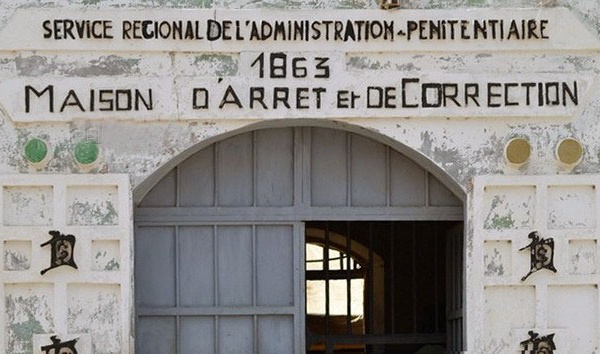 SERVICE REGIONAL DE L'ADMINISTRATION-PENITENTIAIRE
1863
MAISON D'ARRET ET DE CORRECTION